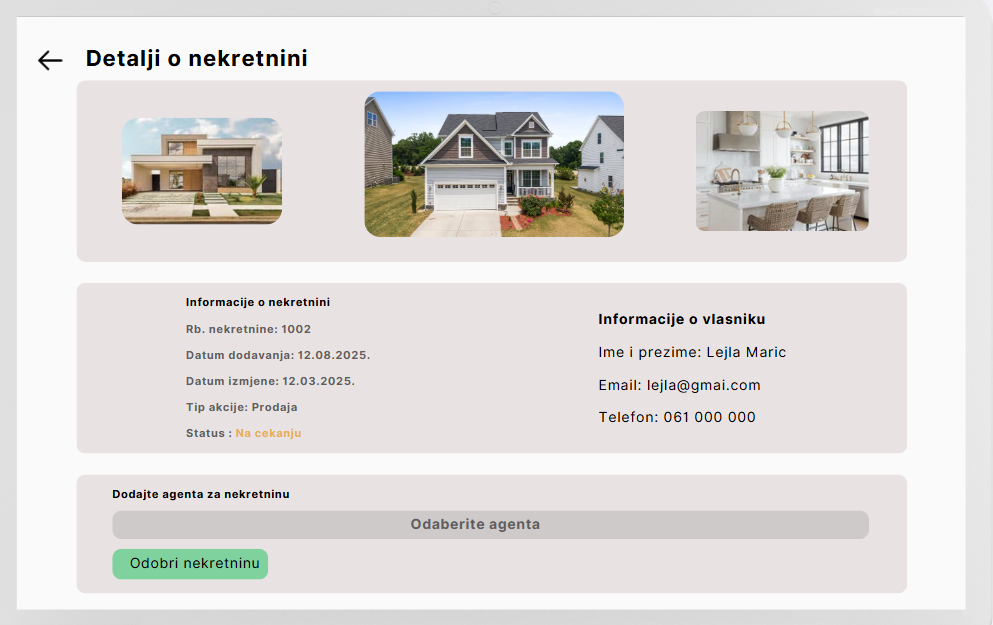 Detalji o nekretnini
Informacije o nekretnini
Rb. nekretnine: 1002
Datum dodavanja: 12.08.2025.
Datum izmjene: 12.03.2025.
Tip akcije: Prodaja
Status : Na cekanju
Informacije o vlasniku
Ime i prezime: Lejla Maric
Email: lejla@gmai.com
Telefon: 061 000 000
Dodajte agenta za nekretninu
Odaberite agenta
Odobri nekretninu